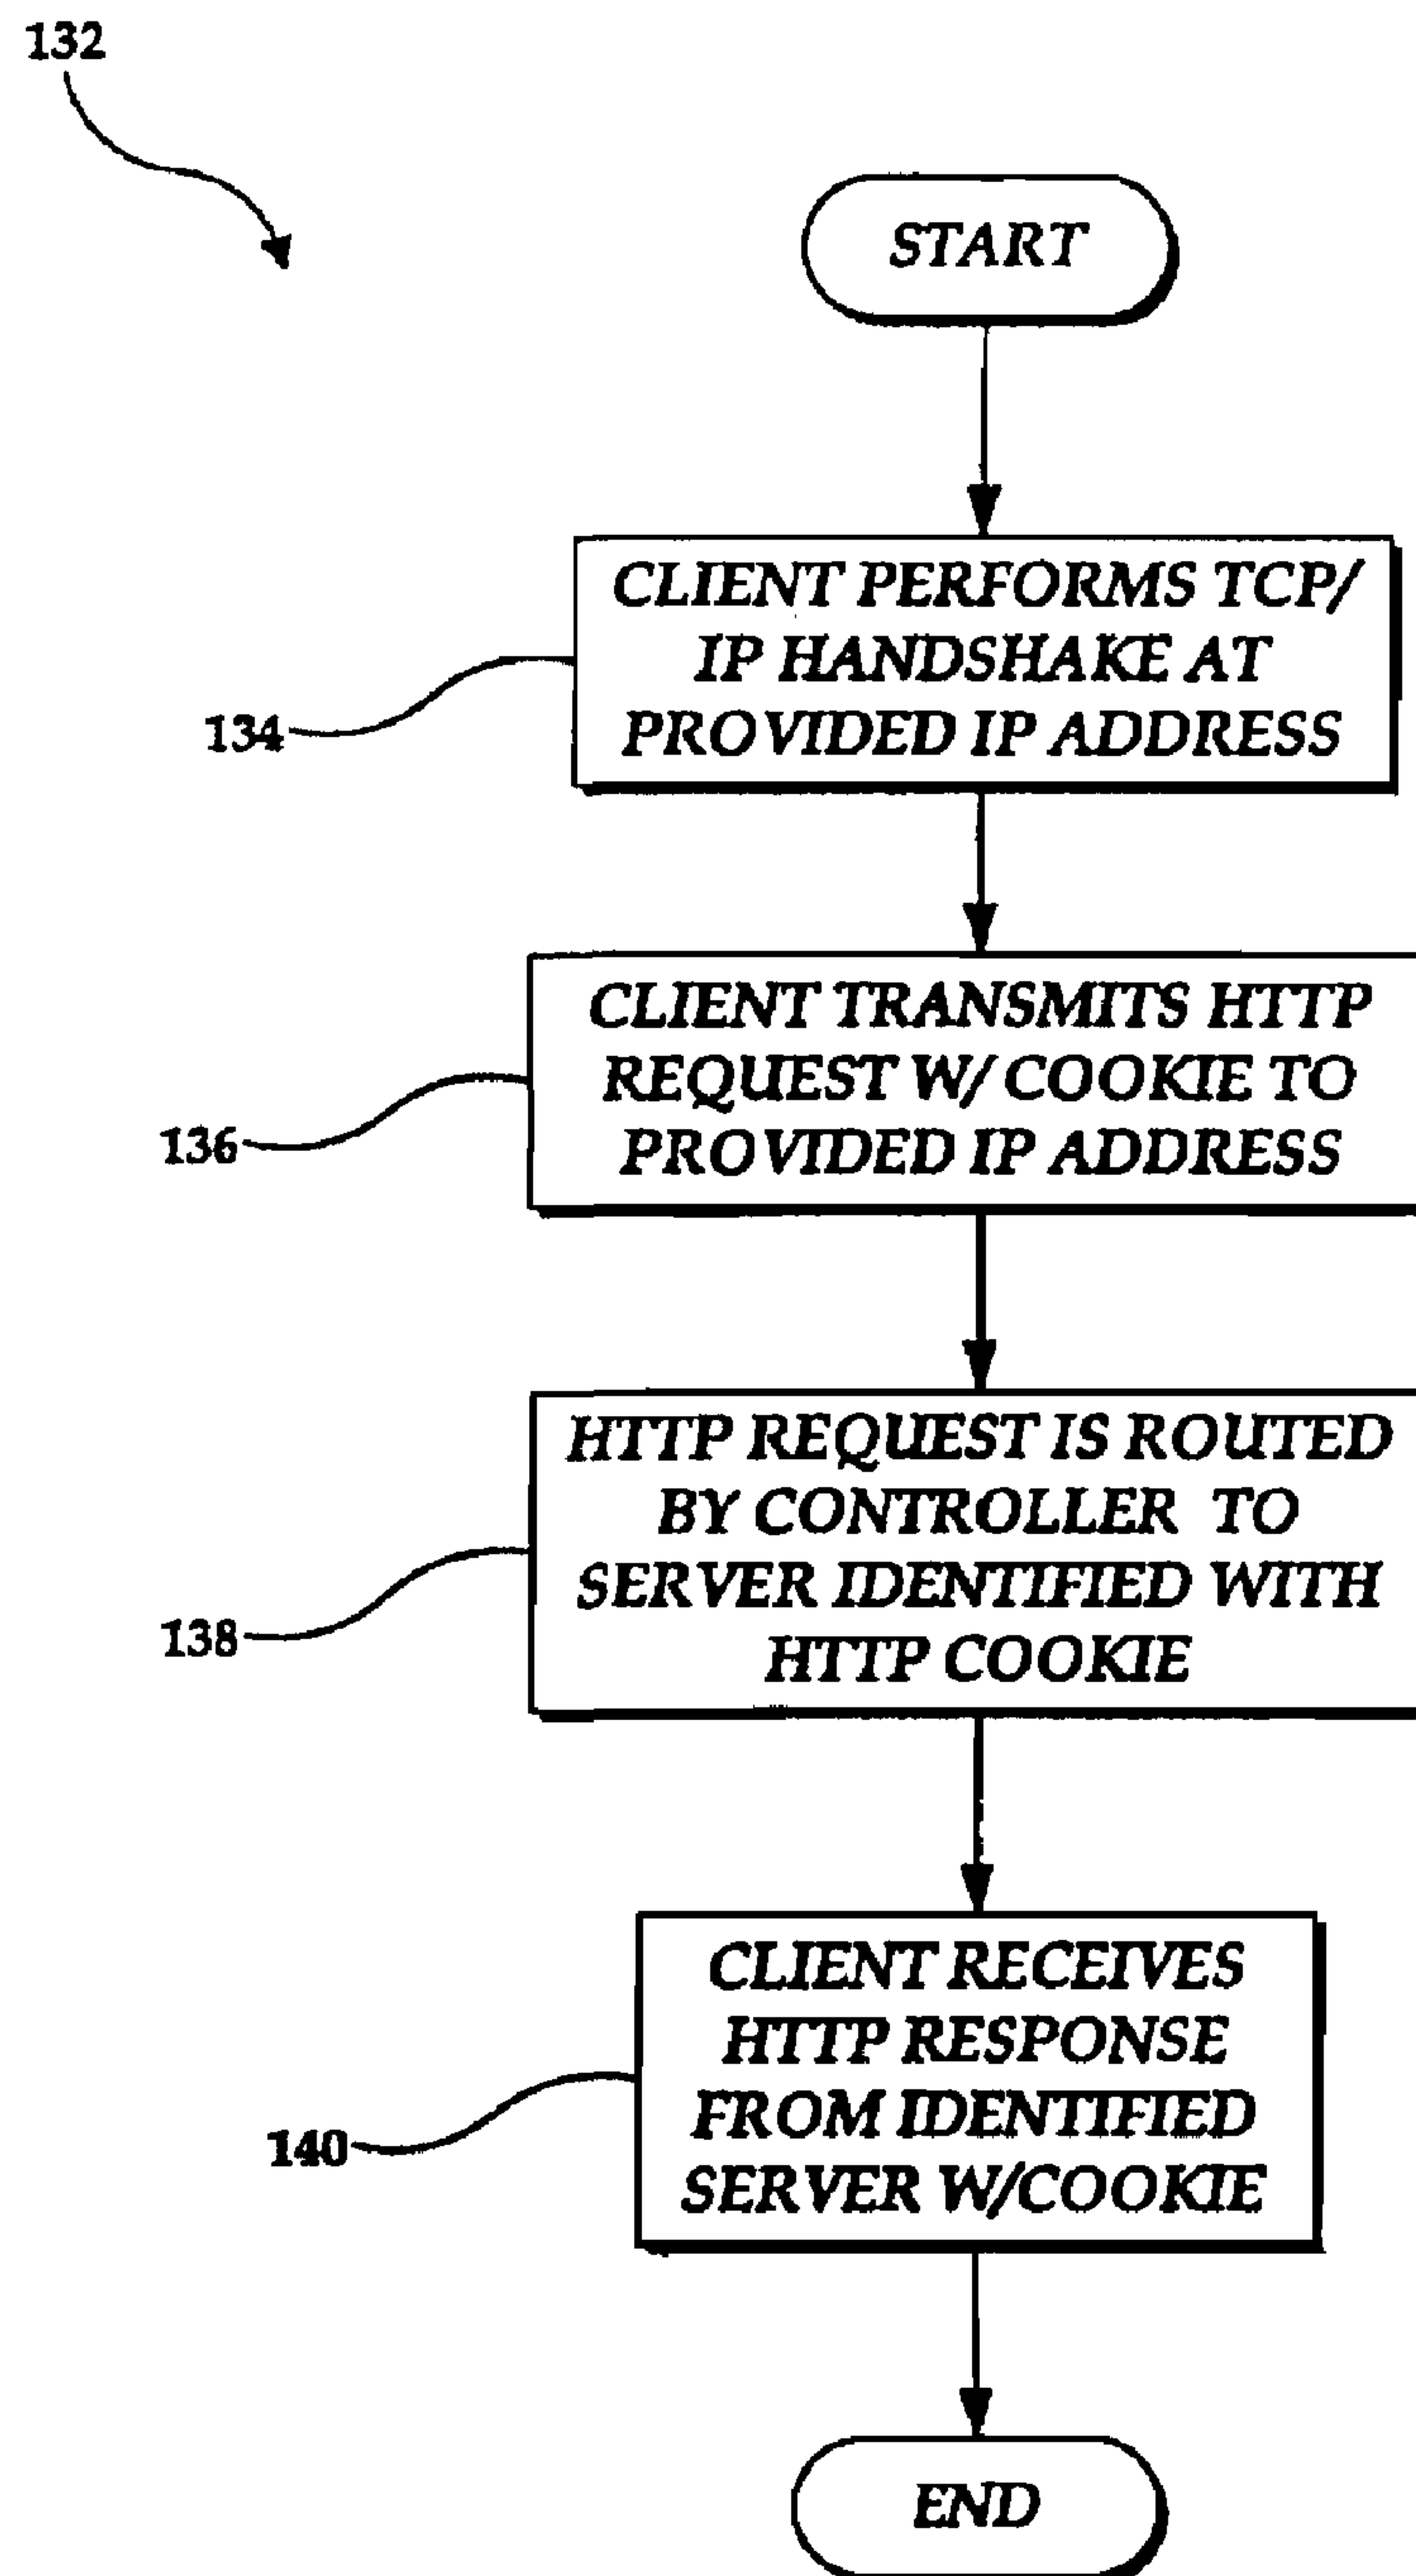 132
START
CLIENT PERFORMS TCP/
IP HANDSHAKE AT
PROVIDED IP ADDRESS
134
CLIENT TRANSMITS HTTP
REQUEST W/ COOKIE TO
PROVIDED IP ADDRESS
136
HTTP REQUEST IS ROUTED
BY CONTROLLER TO
SERVER IDENTIFIED WITH
HTTP COOKIE
138
CLIENT RECEIVES
HTTP RESPONSE
FROM IDENTIFIED
SERVER W/COOKIE
140
END